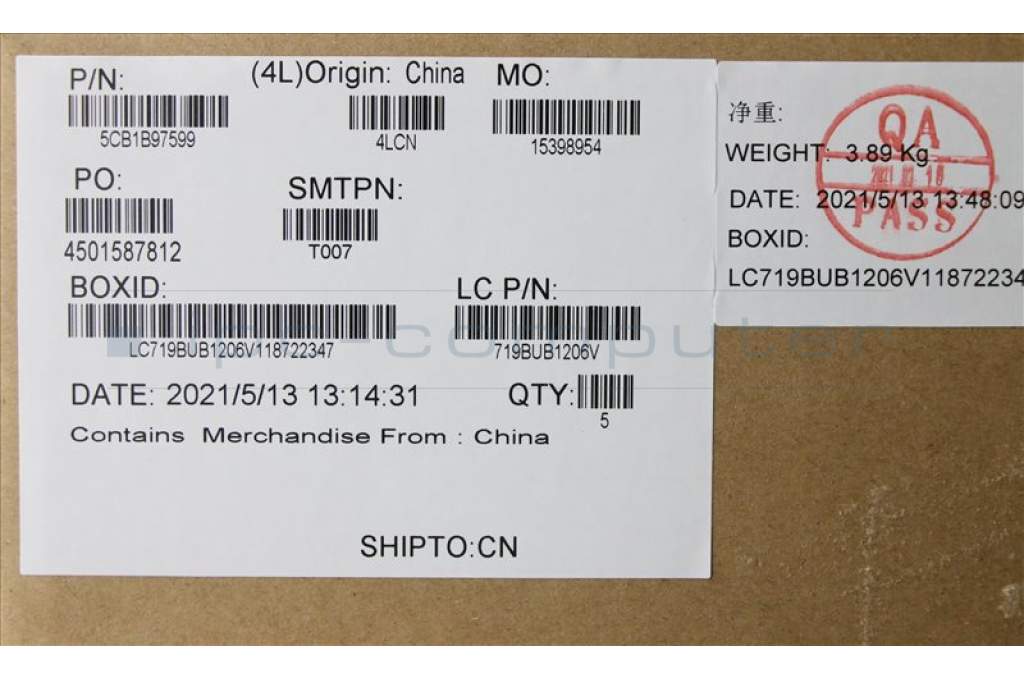 P/N: (4L)Origin: China MO:
5CB1B97599 4LCN 15398954
PO: SMTPN:
4501587812 T007
BOXID: LC P/N:
LC719BUB1206V118722347 719BUB1206V
DATE: 2021/5/13 13:14:31 QTY:
5
Contains Merchandise From : China
SHIPTO:CN
净重:
WEIGHT: 3.89 Kg
DATE: 2021/5/13 13:48:09
BOXID:
LC719BUB1206V11872234
QA
PASS
ipc-computer